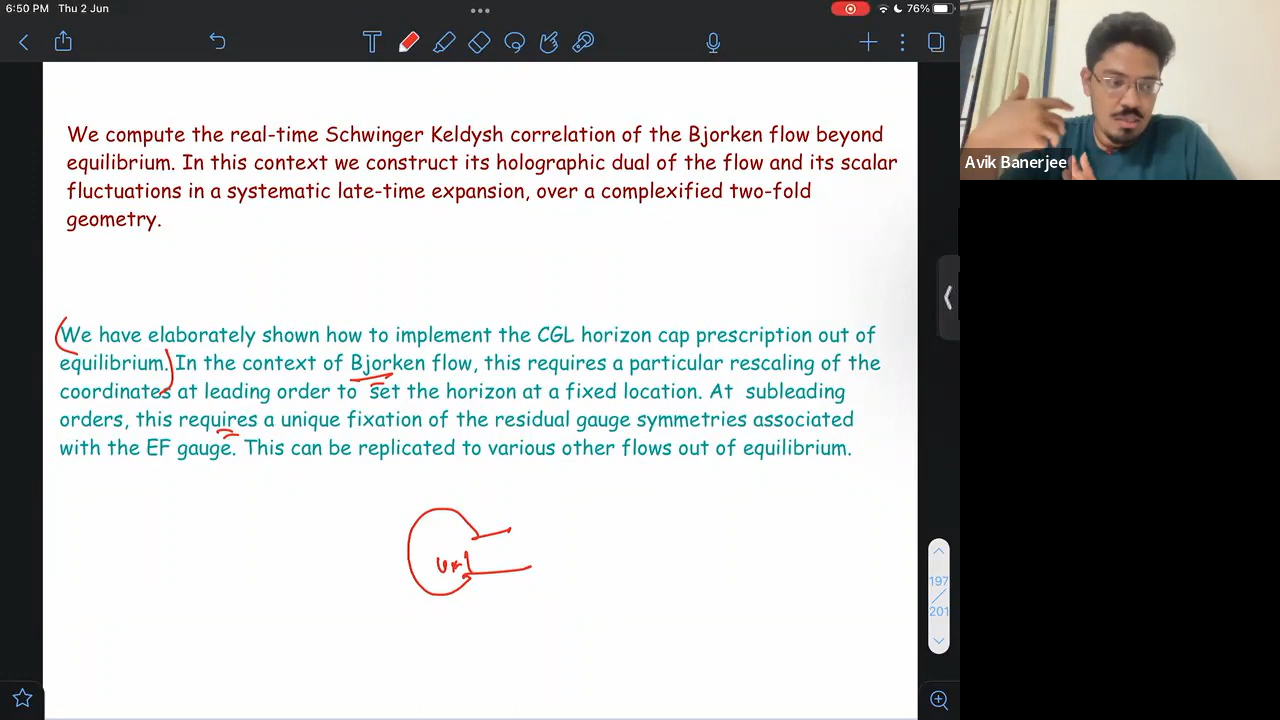 6:50 PM Thu 2 Jun
76%
We compute the real-time Schwinger Keldysh correlation of the Bjorken flow beyond
equilibrium. In this context we construct its holographic dual of the flow and its scalar
fluctuations in a systematic late-time expansion, over a complexified two-fold
geometry.
Avik Banerjee
We have elaborately shown how to implement the CGL horizon cap prescription out of
equilibrium. In the context of Bjorken flow, this requires a particular rescaling of the
coordinates at leading order to set the horizon at a fixed location. At subleading
orders, this requires a unique fixation of the residual gauge symmetries associated
with the EF gauge. This can be replicated to various other flows out of equilibrium.
197
201